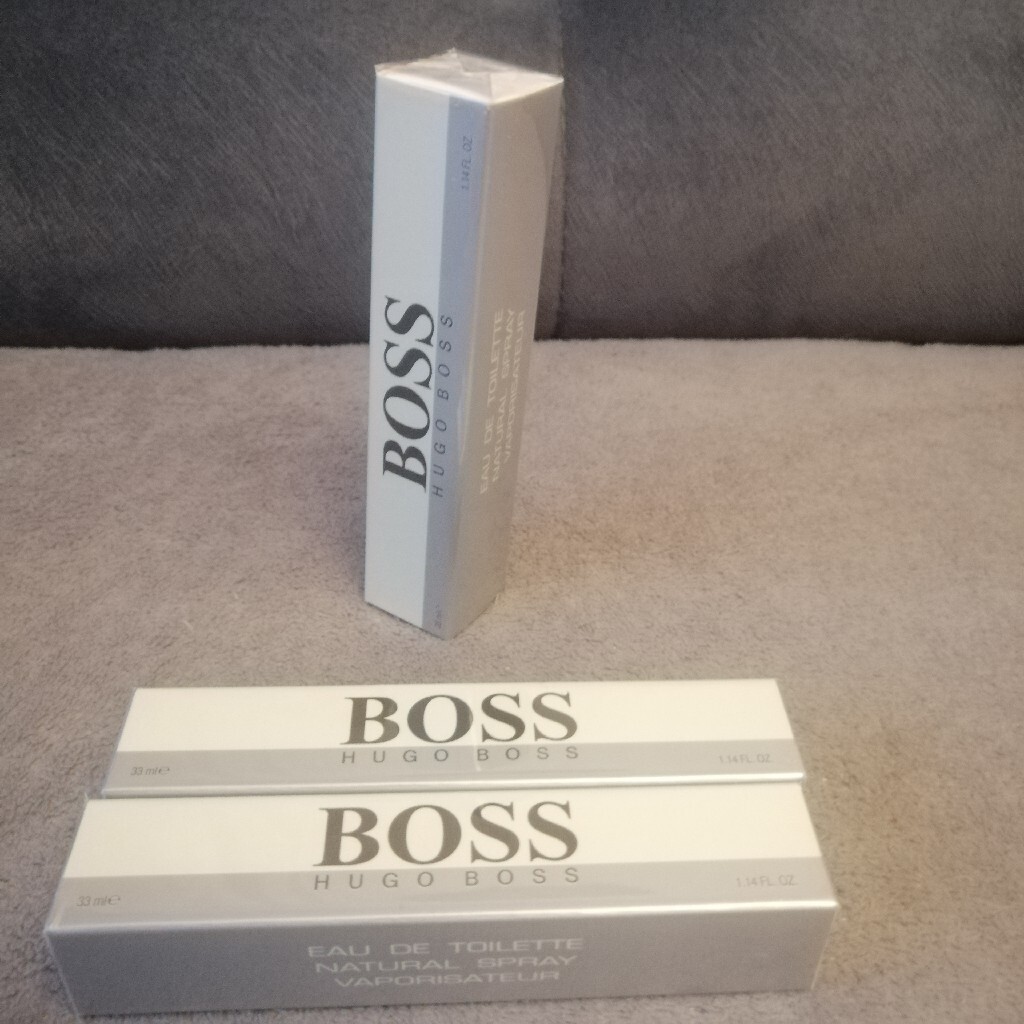 1.14 FL. OZ.
BOSS
HUGO BOSS
EAU DE TOILETTE
NATURAL SPRAY
VAPORISATEUR
BOSS
HUGO BOSS
33 ml e
1.14 FL. OZ.
BOSS
HUGO BOSS
33 ml e
1.14 FL. OZ.
EAU DE TOILETTE
NATURAL SPRAY
VAPORISATEUR